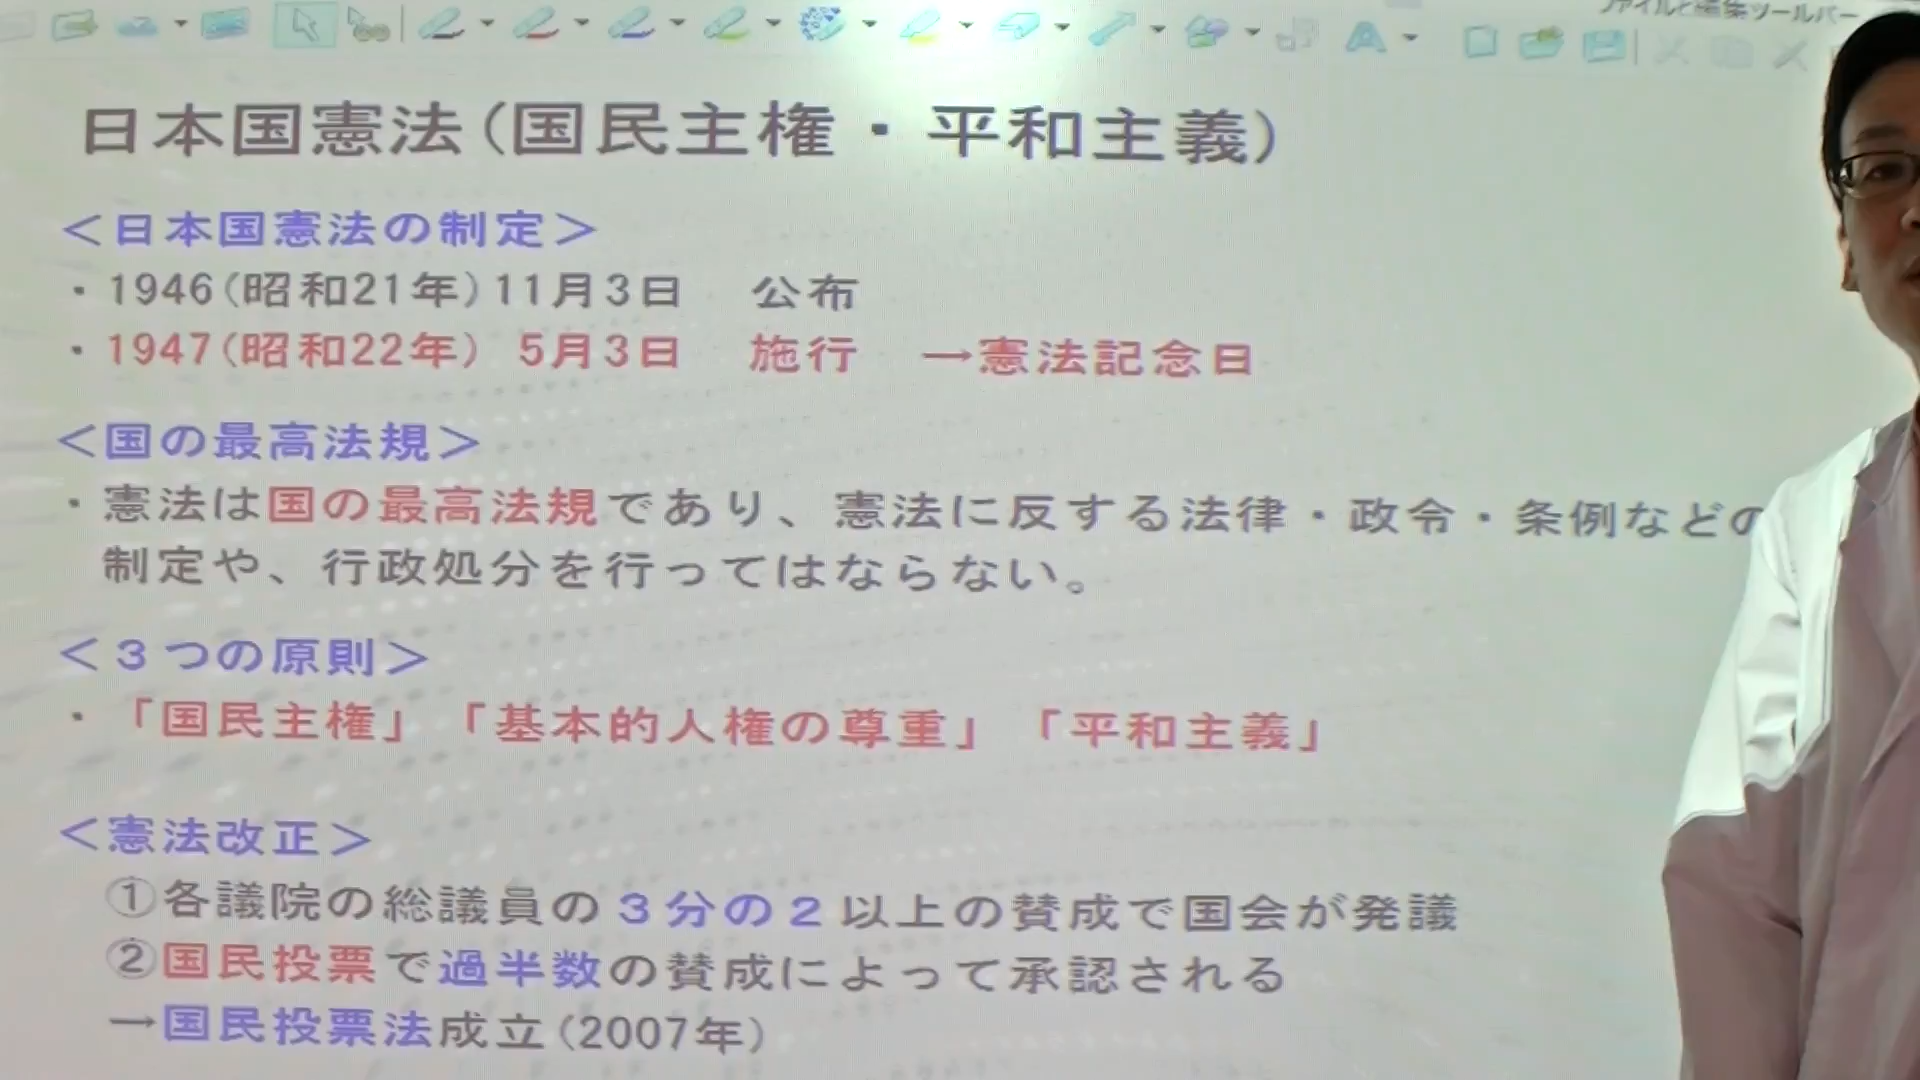 ファイルと編集ツールバー
日本国憲法(国民主権・平和主義)
＜日本国憲法の制定＞
・1946(昭和21年)11月3日　公布
・1947(昭和22年) 5月3日　施行　→憲法記念日
＜国の最高法規＞
・憲法は国の最高法規であり、憲法に反する法律・政令・条例などの
制定や、行政処分を行ってはならない。
＜３つの原則＞
・「国民主権」「基本的人権の尊重」「平和主義」
＜憲法改正＞
①各議院の総議員の３分の２以上の賛成で国会が発議
②国民投票で過半数の賛成によって承認される
→国民投票法成立(2007年)